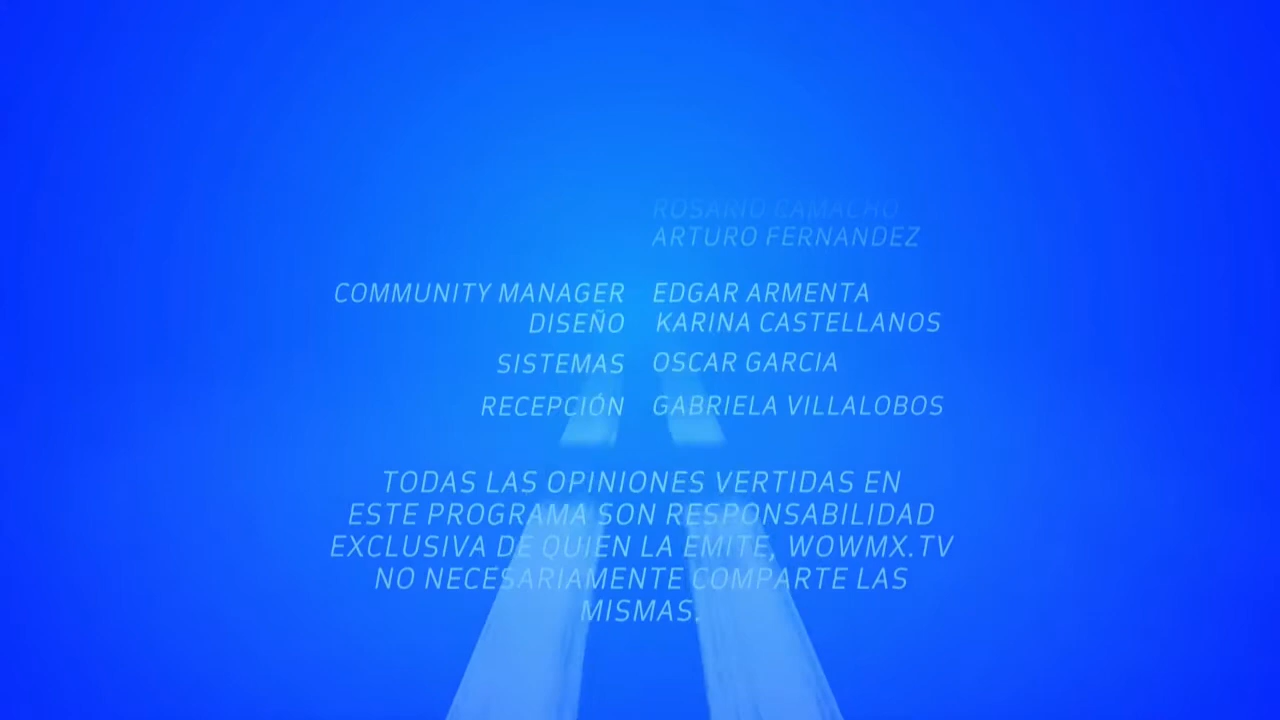 ROSARIO CAMACHO
ARTURO FERNANDEZ
COMMUNITY MANAGER EDGAR ARMENTA
DISEÑO KARINA CASTELLANOS
SISTEMAS OSCAR GARCIA
RECEPCIÓN GABRIELA VILLALOBOS
TODAS LAS OPINIONES VERTIDAS EN
ESTE PROGRAMA SON RESPONSABILIDAD
EXCLUSIVA DE QUIEN LA EMITE, WOWMX.TV
NO NECESARIAMENTE COMPARTE LAS
MISMAS.